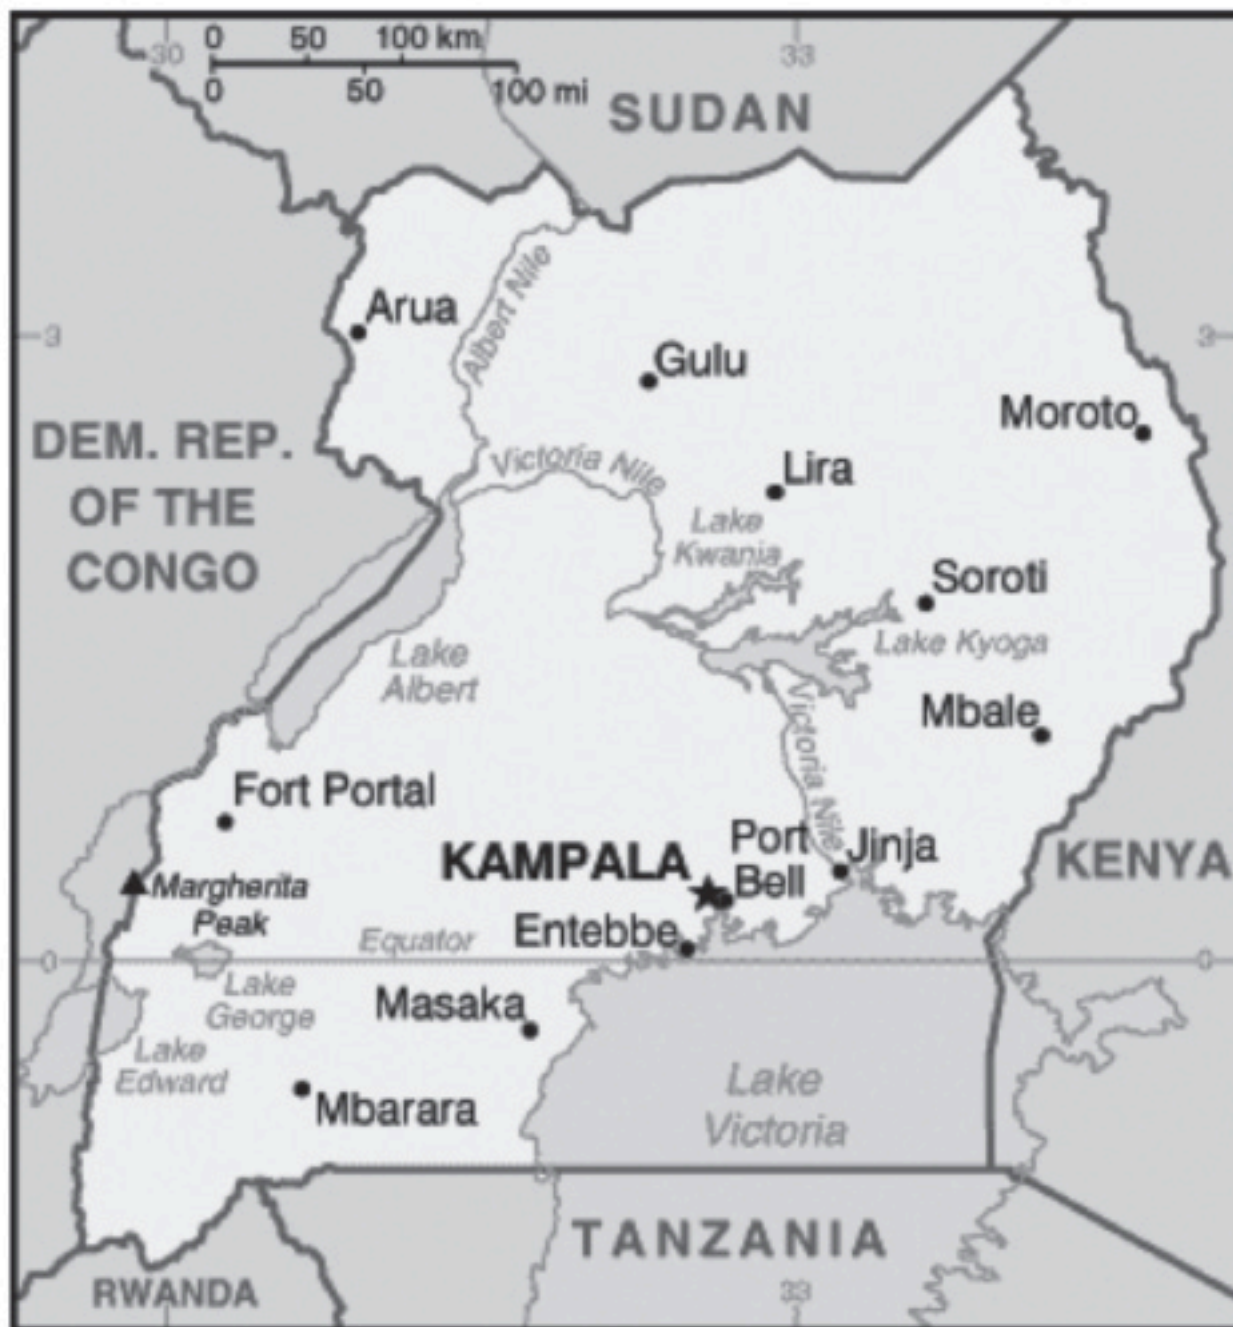 0 50 100 km
30
33
0 50 100 mi
SUDAN
Albert Nile
Arua
3
3
Gulu
Moroto
DEM. REP.
OF THE
CONGO
Victoria Nile
Lira
Lake
Kwania
Soroti
Lake Kyoga
Lake
Albert
Mbale
Victoria Nile
Fort Portal
Port
Bell
Jinja
KAMPALA
KENYA
Margherita
Peak
Entebbe
Equator
0
0
Lake
George
Masaka
Lake
Edward
Mbarara
Lake
Victoria
TANZANIA
RWANDA
33